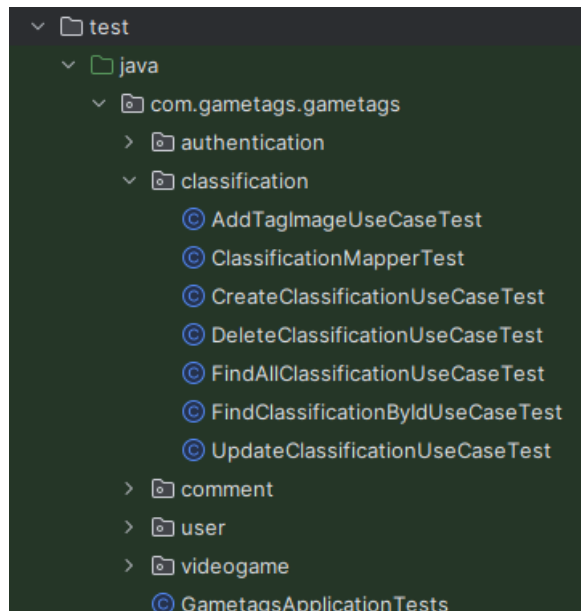 test
java
com.gametags.gametags
authentication
classification
AddTagImageUseCaseTest
ClassificationMapperTest
CreateClassificationUseCaseTest
DeleteClassificationUseCaseTest
FindAllClassificationUseCaseTest
FindClassificationByIdUseCaseTest
UpdateClassificationUseCaseTest
comment
user
videogame
GametagsApplicationTests